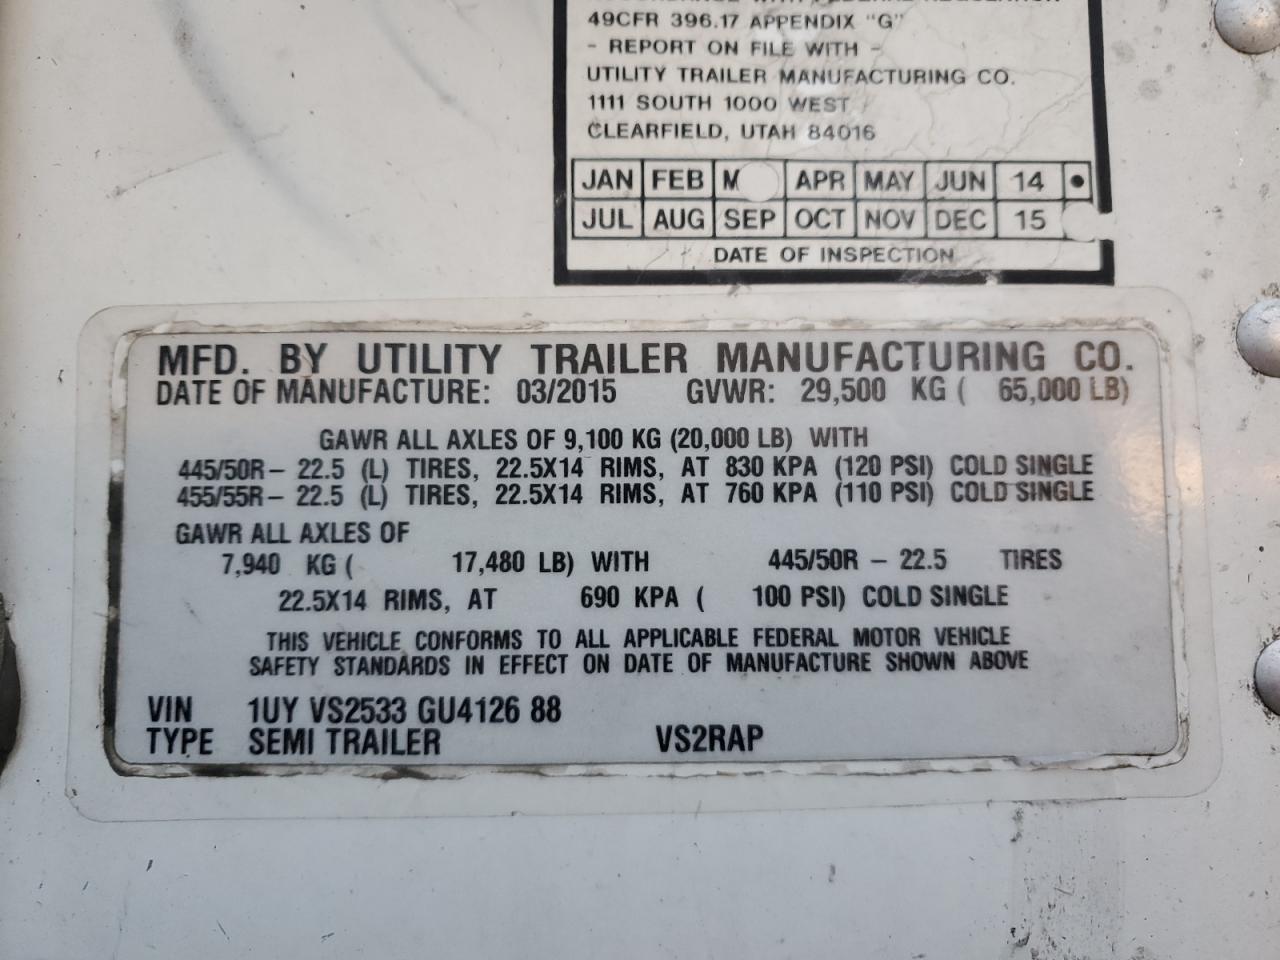 49CFR 396.17 APPENDIX "G"
- REPORT ON FILE WITH -
UTILITY TRAILER MANUFACTURING CO.
1111 SOUTH 1000 WEST
CLEARFIELD, UTAH 84016
JAN FEB M APR MAY JUN 14 •
JUL AUG SEP OCT NOV DEC 15
DATE OF INSPECTION
MFD. BY UTILITY TRAILER MANUFACTURING CO.
DATE OF MANUFACTURE: 03/2015 GVWR: 29,500 KG ( 65,000 LB)
GAWR ALL AXLES OF 9,100 KG (20,000 LB) WITH
445/50R – 22.5 (L) TIRES, 22.5X14 RIMS, AT 830 KPA (120 PSI) COLD SINGLE
455/55R – 22.5 (L) TIRES, 22.5X14 RIMS, AT 760 KPA (110 PSI) COLD SINGLE
GAWR ALL AXLES OF
7,940 KG ( 17,480 LB) WITH 445/50R – 22.5 TIRES
22.5X14 RIMS, AT 690 KPA ( 100 PSI) COLD SINGLE
THIS VEHICLE CONFORMS TO ALL APPLICABLE FEDERAL MOTOR VEHICLE
SAFETY STANDARDS IN EFFECT ON DATE OF MANUFACTURE SHOWN ABOVE
VIN 1UY VS2533 GU4126 88
TYPE SEMI TRAILER VS2RAP